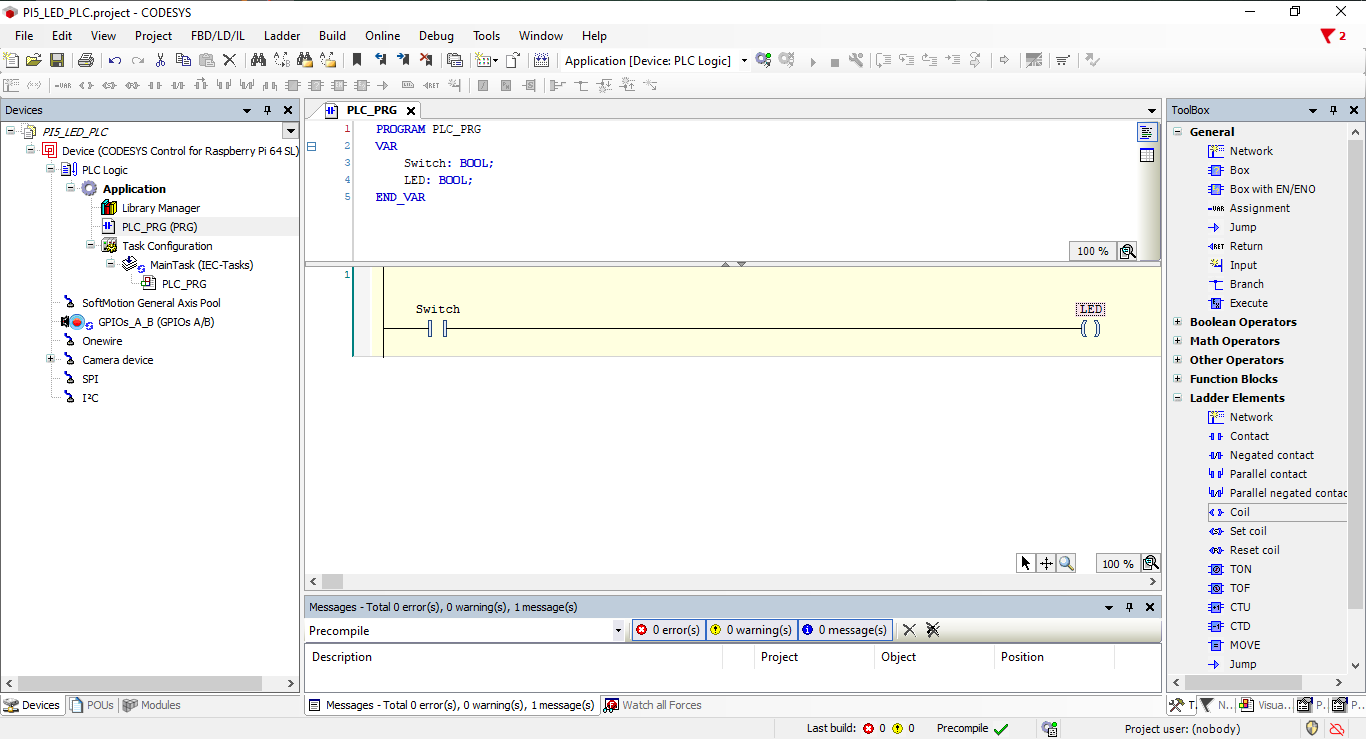 PI5_LED_PLC.project - CODESYS
File Edit View Project FBD/LD/IL Ladder Build Online Debug Tools Window Help
2
Application [Device: PLC Logic]
Devices
PI5_LED_PLC
Device (CODESYS Control for Raspberry Pi 64 SL)
PLC Logic
Application
Library Manager
PLC_PRG (PRG)
Task Configuration
MainTask (IEC-Tasks)
PLC_PRG
SoftMotion General Axis Pool
GPIOs_A_B (GPIOs A/B)
Onewire
Camera device
SPI
I²C
Devices POUs Modules
PLC_PRG
1 PROGRAM PLC_PRG
2 VAR
3 Switch: BOOL;
4 LED: BOOL;
5 END_VAR
100 %
1
Switch LED
100 %
Messages - Total 0 error(s), 0 warning(s), 1 message(s)
Precompile 0 error(s) 0 warning(s) 0 message(s)
Description Project Object Position
Messages - Total 0 error(s), 0 warning(s), 1 message(s) Watch all Forces
ToolBox
General
Network
Box
Box with EN/ENO
Assignment
Jump
Return
Input
Branch
Execute
Boolean Operators
Math Operators
Other Operators
Function Blocks
Ladder Elements
Network
Contact
Negated contact
Parallel contact
Parallel negated contac
Coil
Set coil
Reset coil
TON
TOF
CTU
CTD
MOVE
Jump
T. N.. Visua.. P. P..
Last build: 0 0 Precompile Project user: (nobody)